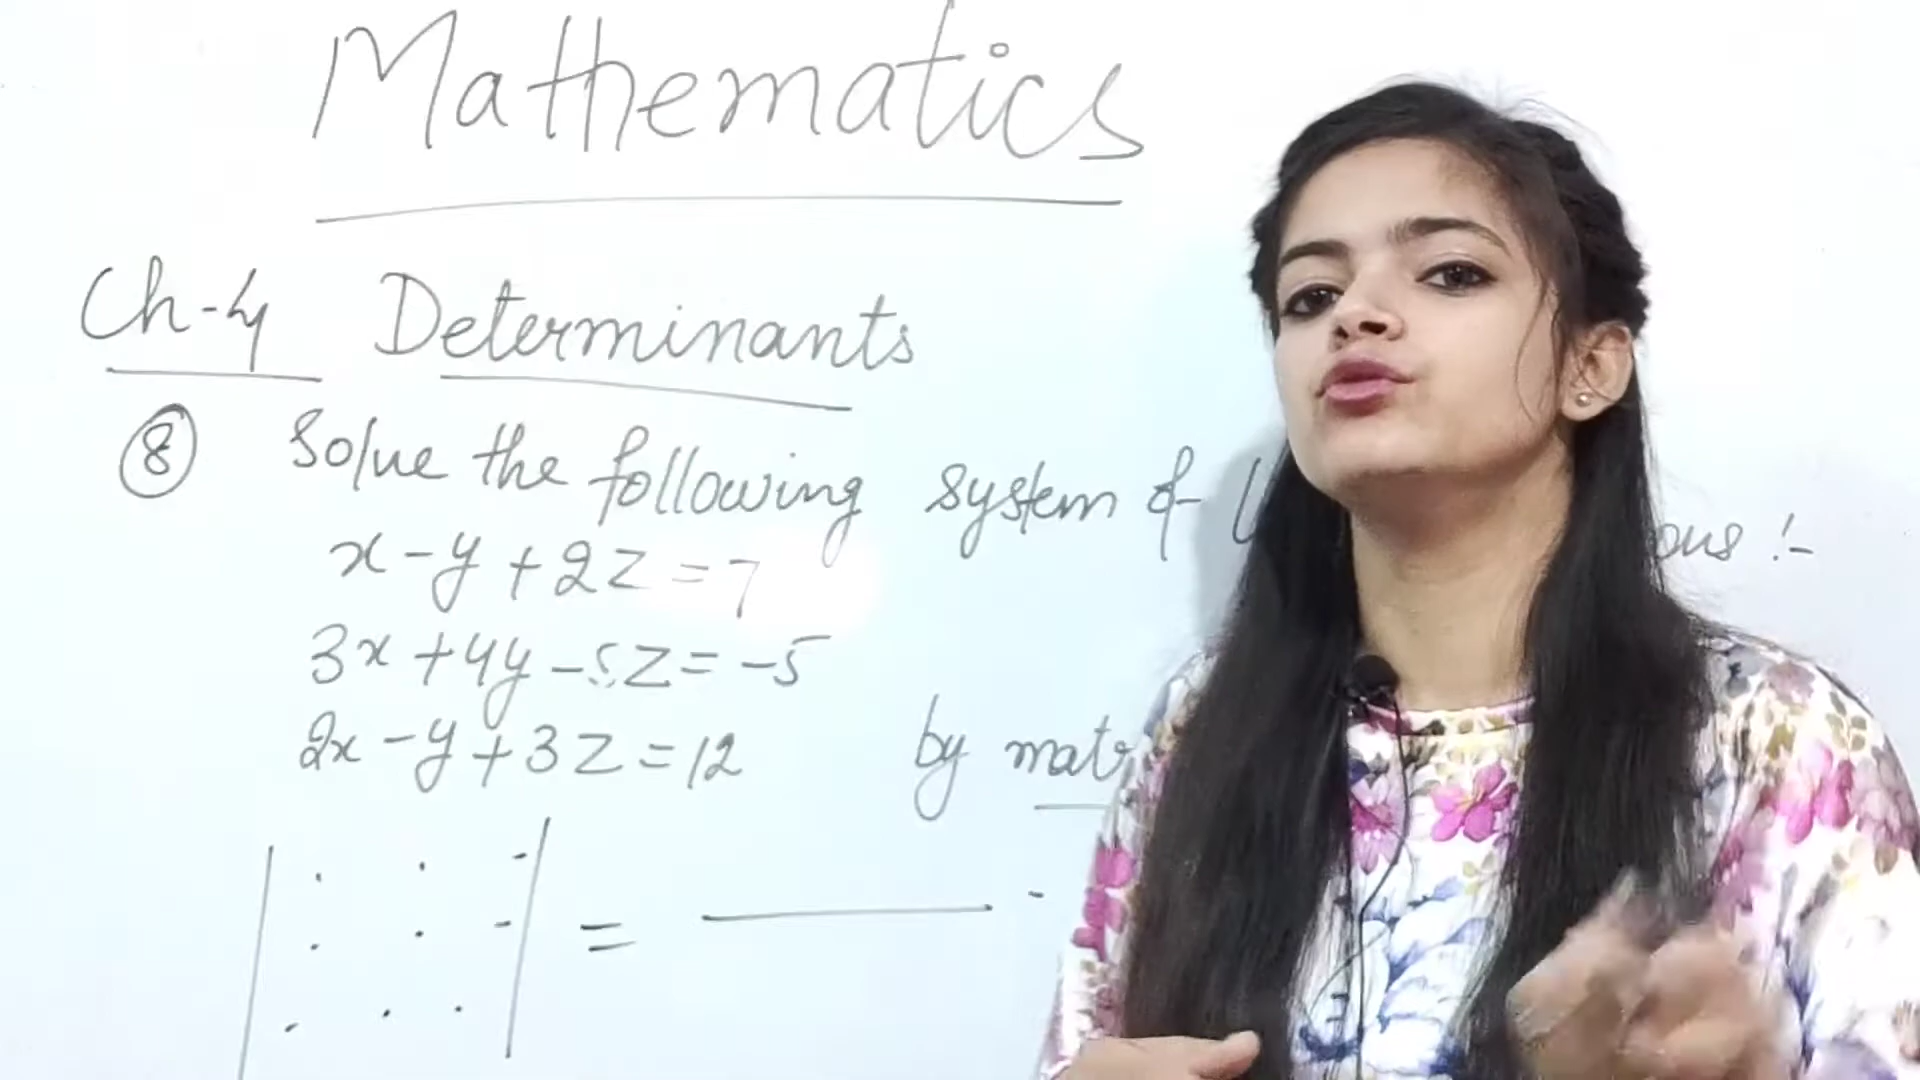 Mathematics
Ch-4 Determinants
8 Solve the following system of
x-y+2z=7
3x+4y-5z=-5
2x-y+3z=12 by
=